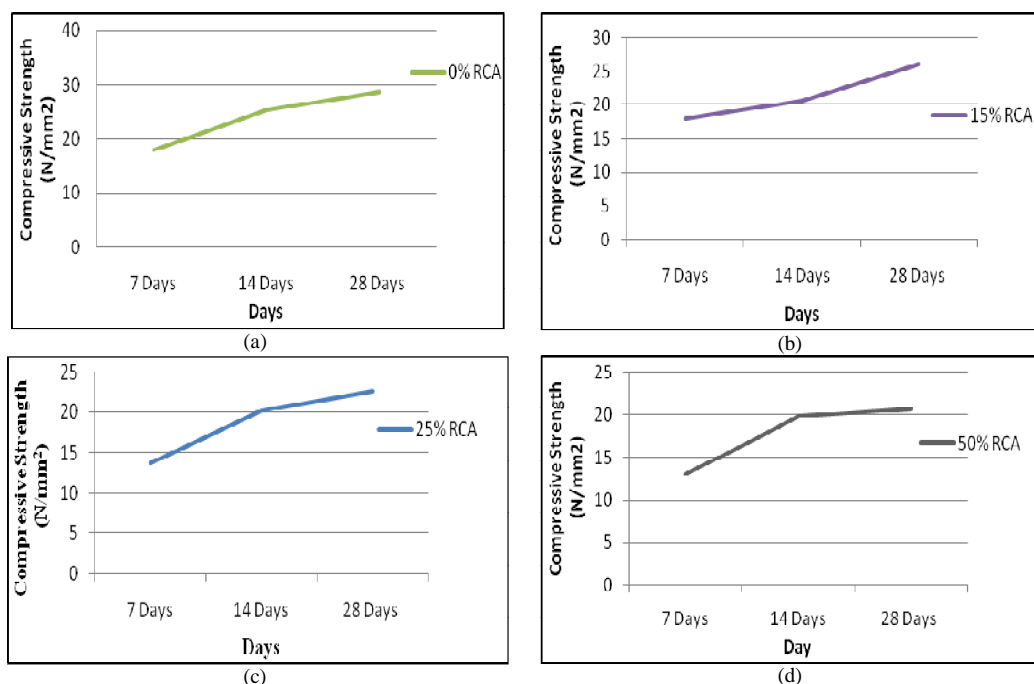 40
30
20
10
0
Compressive Strength
(N/mm2)
7 Days 14 Days 28 Days
Days
0% RCA
(a)
30
25
20
15
10
5
0
Compressive Strength
(N/mm2)
7 Days 14 Days 28 Days
Days
15% RCA
(b)
25
20
15
10
5
0
Compressive Strength
(N/mm²)
7 Days 14 Days 28 Days
Days
25% RCA
(c)
25
20
15
10
5
0
Compressive Strength
(N/mm2)
7 Days 14 Days 28 Days
Day
50% RCA
(d)